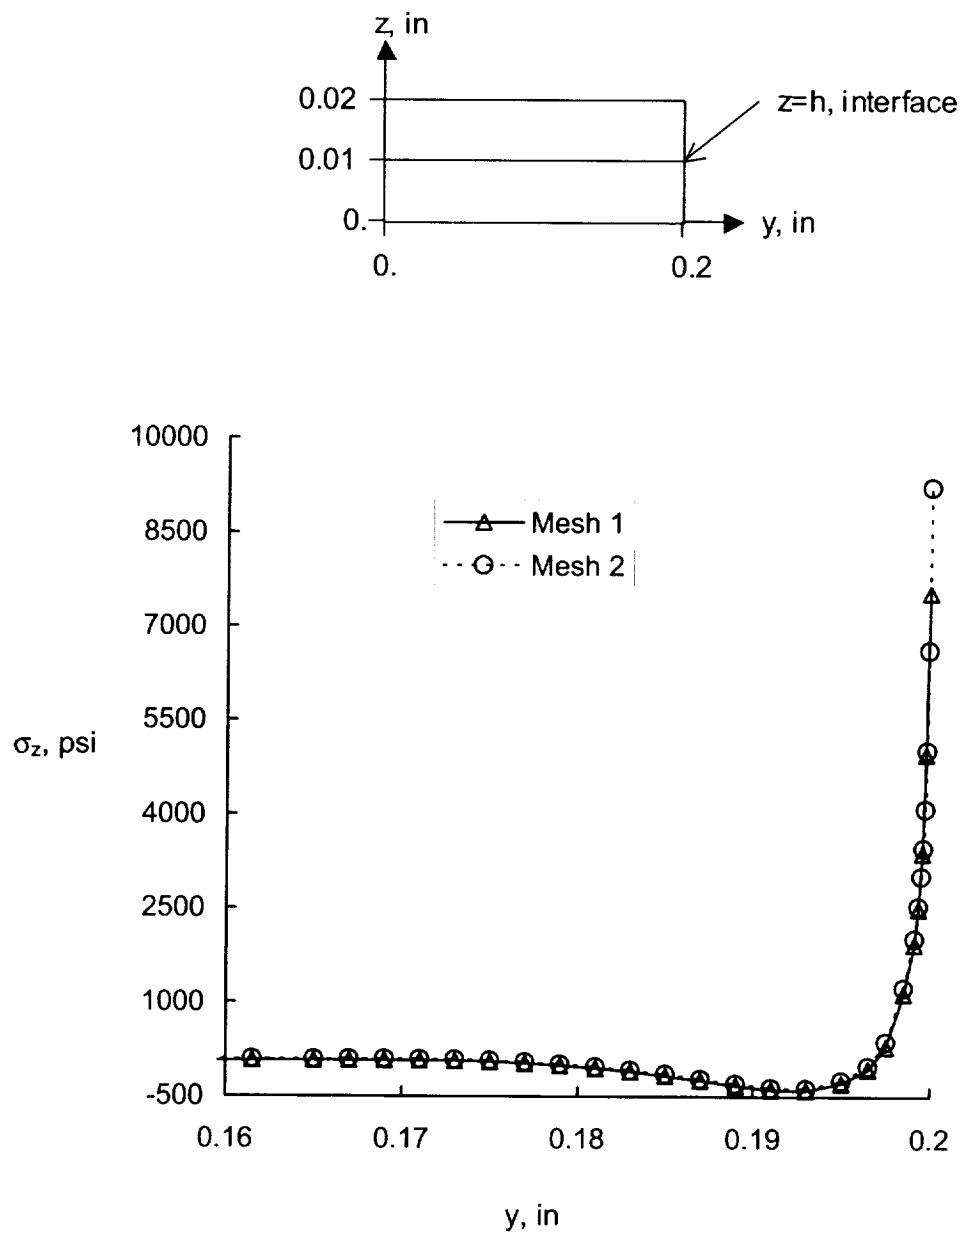 z, in
0.02
z=h, interface
0.01
0.
y, in
0.
0.2
10000
8500
7000
5500
4000
2500
1000
-500
Mesh 1
Mesh 2
σz, psi
0.16
0.17
0.18
0.19
0.2
y, in